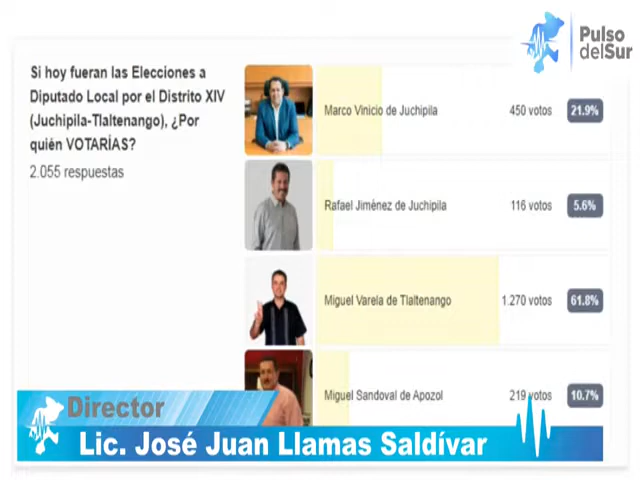 Pulso
delSur
Si hoy fueran las Elecciones a
Diputado Local por el Distrito XIV
(Juchipila-Tlaltenango), ¿Por
quién VOTARÍAS?
2.055 respuestas
Marco Vinicio de Juchipila 450 votos 21.9%
Rafael Jiménez de Juchipila 116 votos 5.6%
Miguel Varela de Tlaltenango 1.270 votos 61.8%
Miguel Sandoval de Apozol 219 votos 10.7%
Director
Lic. José Juan Llamas Saldívar